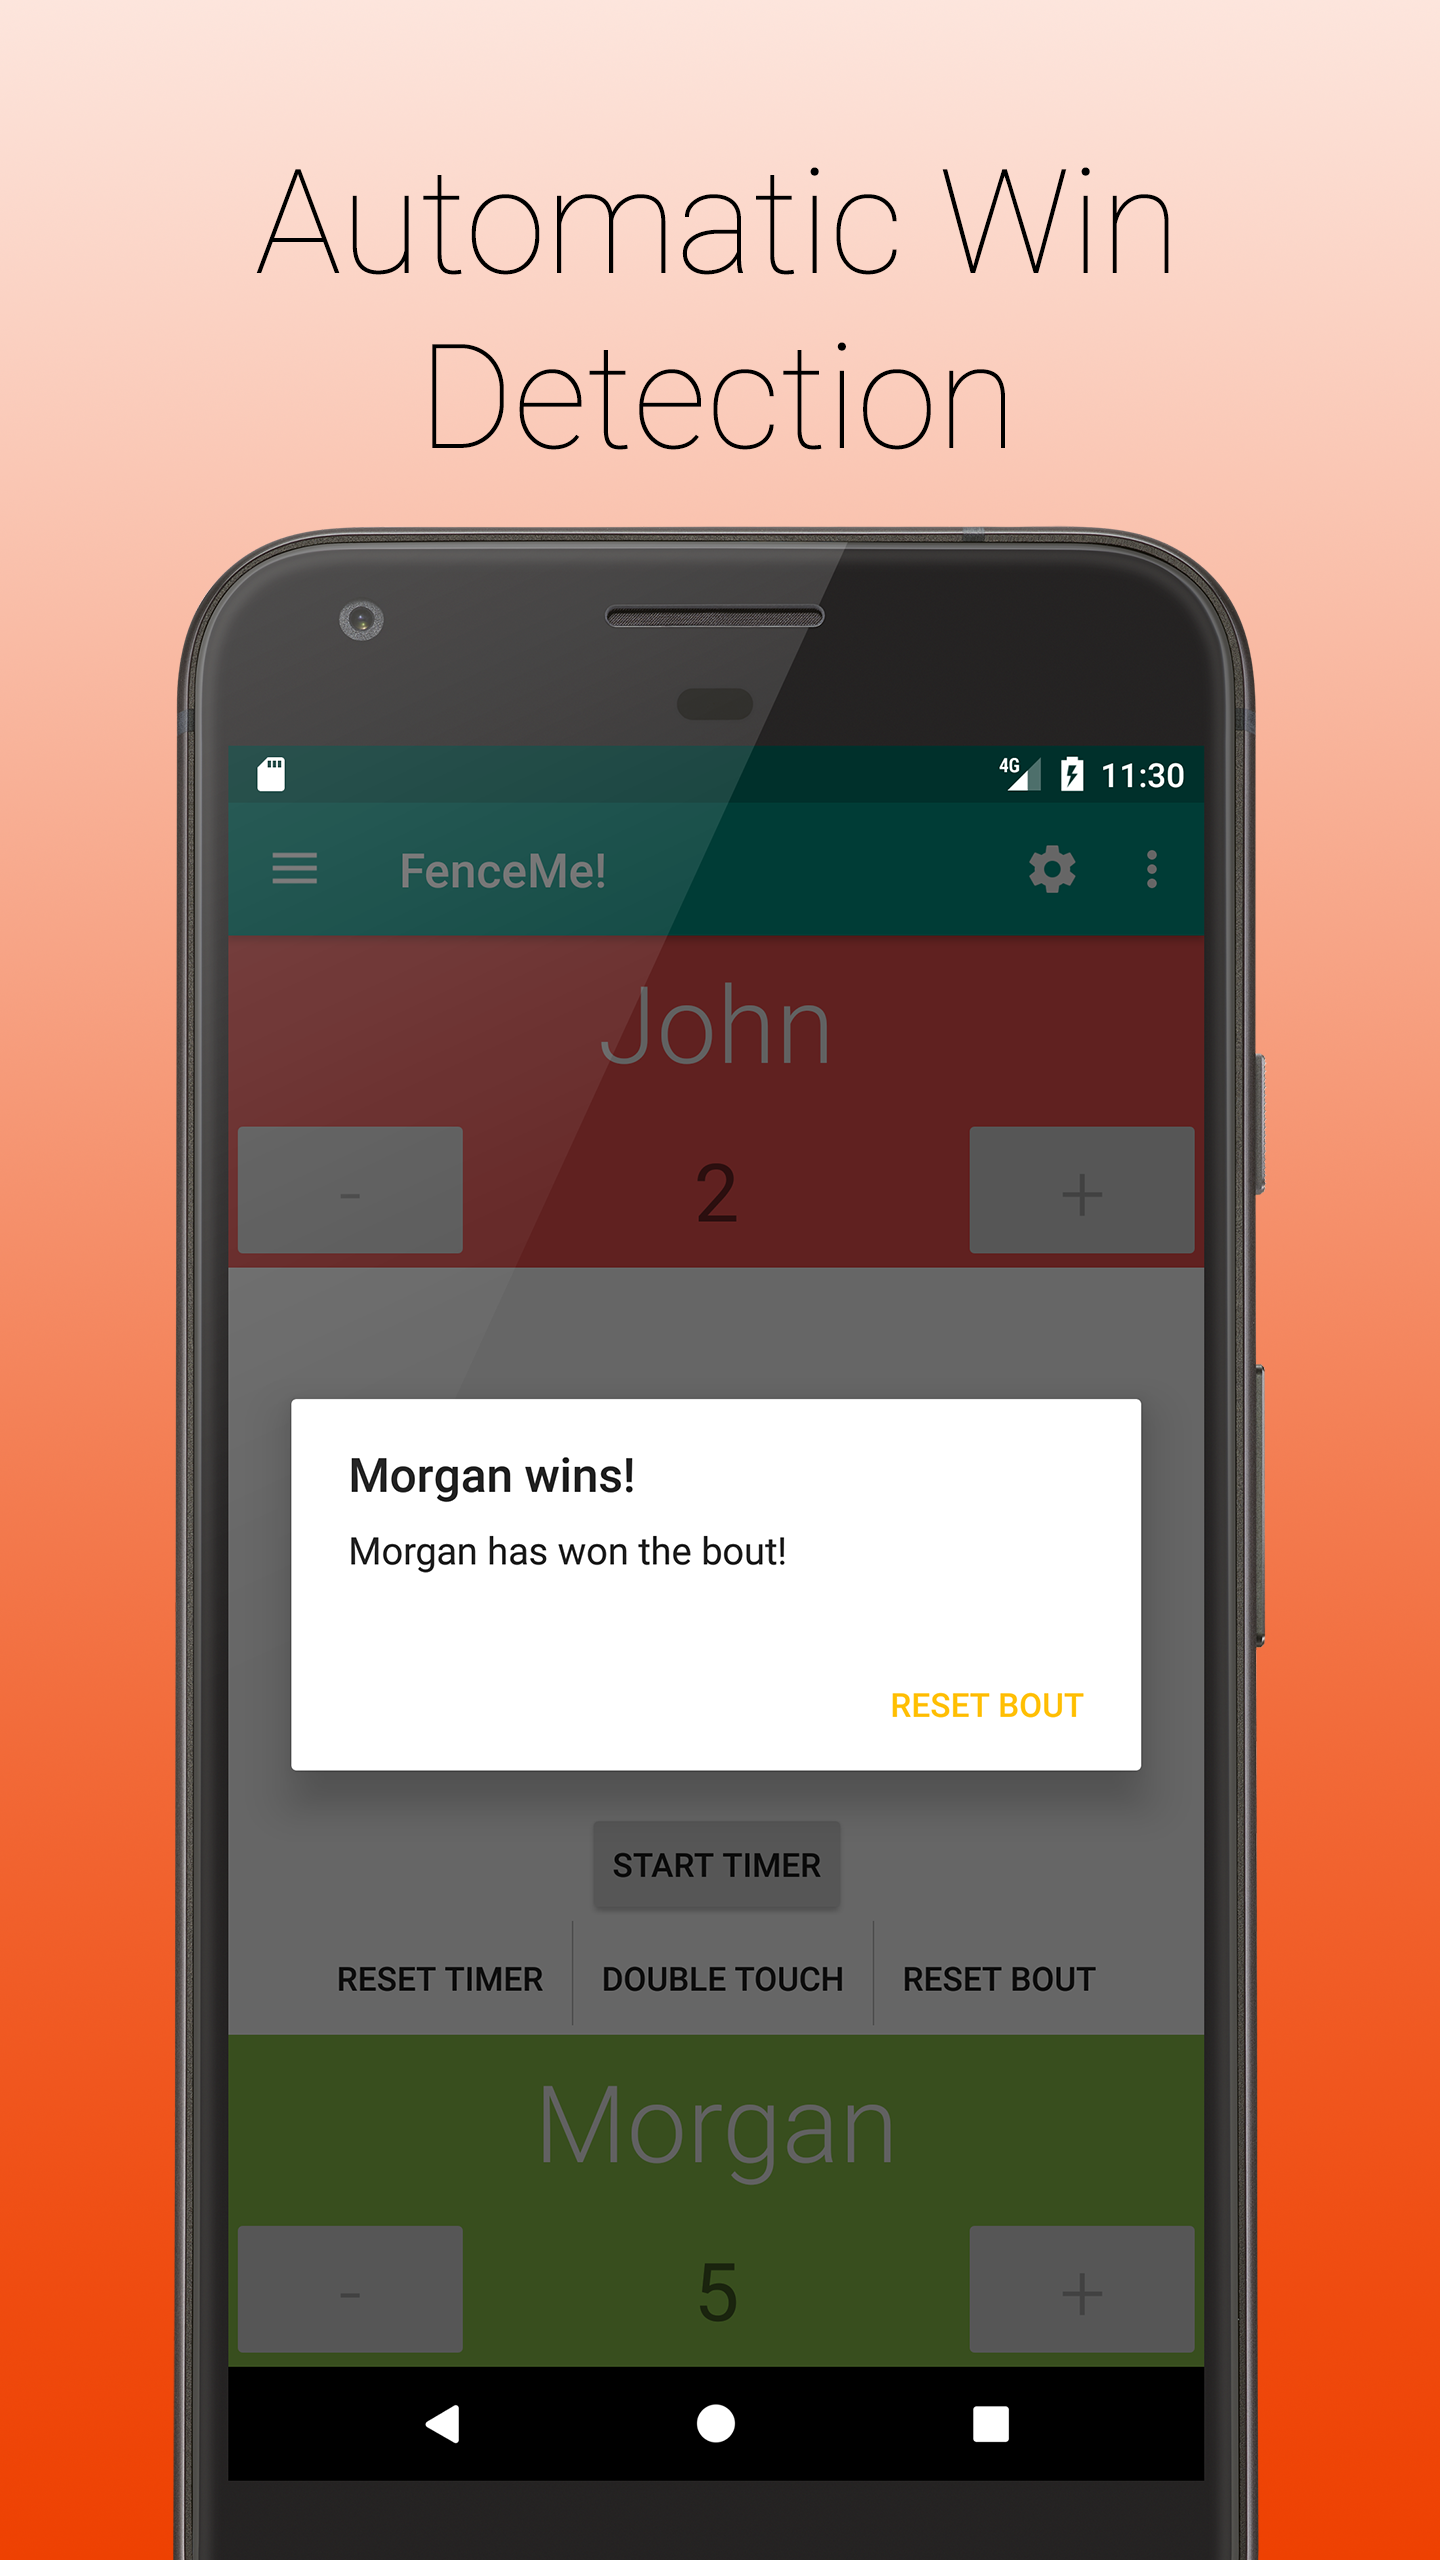 Automatic Win
Detection
4G 11:30
FenceMe!
John
- 2 +
Morgan wins!
Morgan has won the bout!
RESET BOUT
START TIMER
RESET TIMER DOUBLE TOUCH RESET BOUT
Morgan
- 5 +